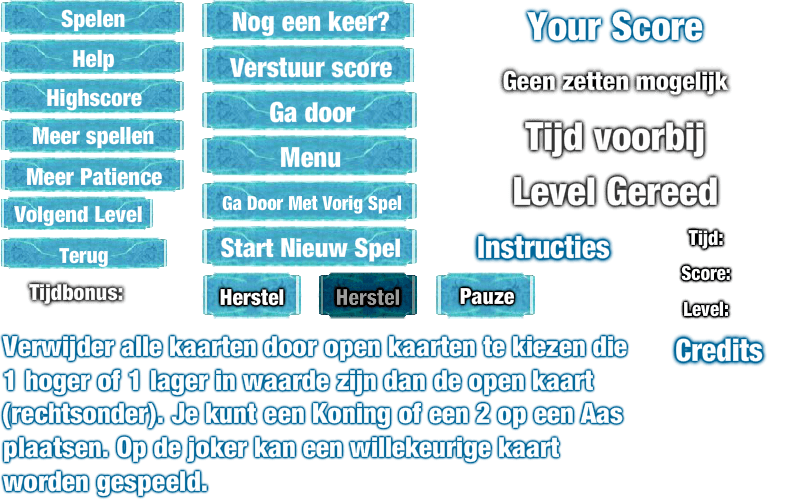 Spelen
Help
Highscore
Meer spellen
Meer Patience
Volgend Level
Terug
Tijdbonus:
Nog een keer?
Verstuur score
Ga door
Menu
Ga Door Met Vorig Spel
Start Nieuw Spel
Herstel
Herstel
Pauze
Your Score
Geen zetten mogelijk
Tijd voorbij
Level Gereed
Instructies
Tijd:
Score:
Level:
Credits
Verwijder alle kaarten door open kaarten te kiezen die
1 hoger of 1 lager in waarde zijn dan de open kaart
(rechtsonder). Je kunt een Koning of een 2 op een Aas
plaatsen. Op de joker kan een willekeurige kaart
worden gespeeld.